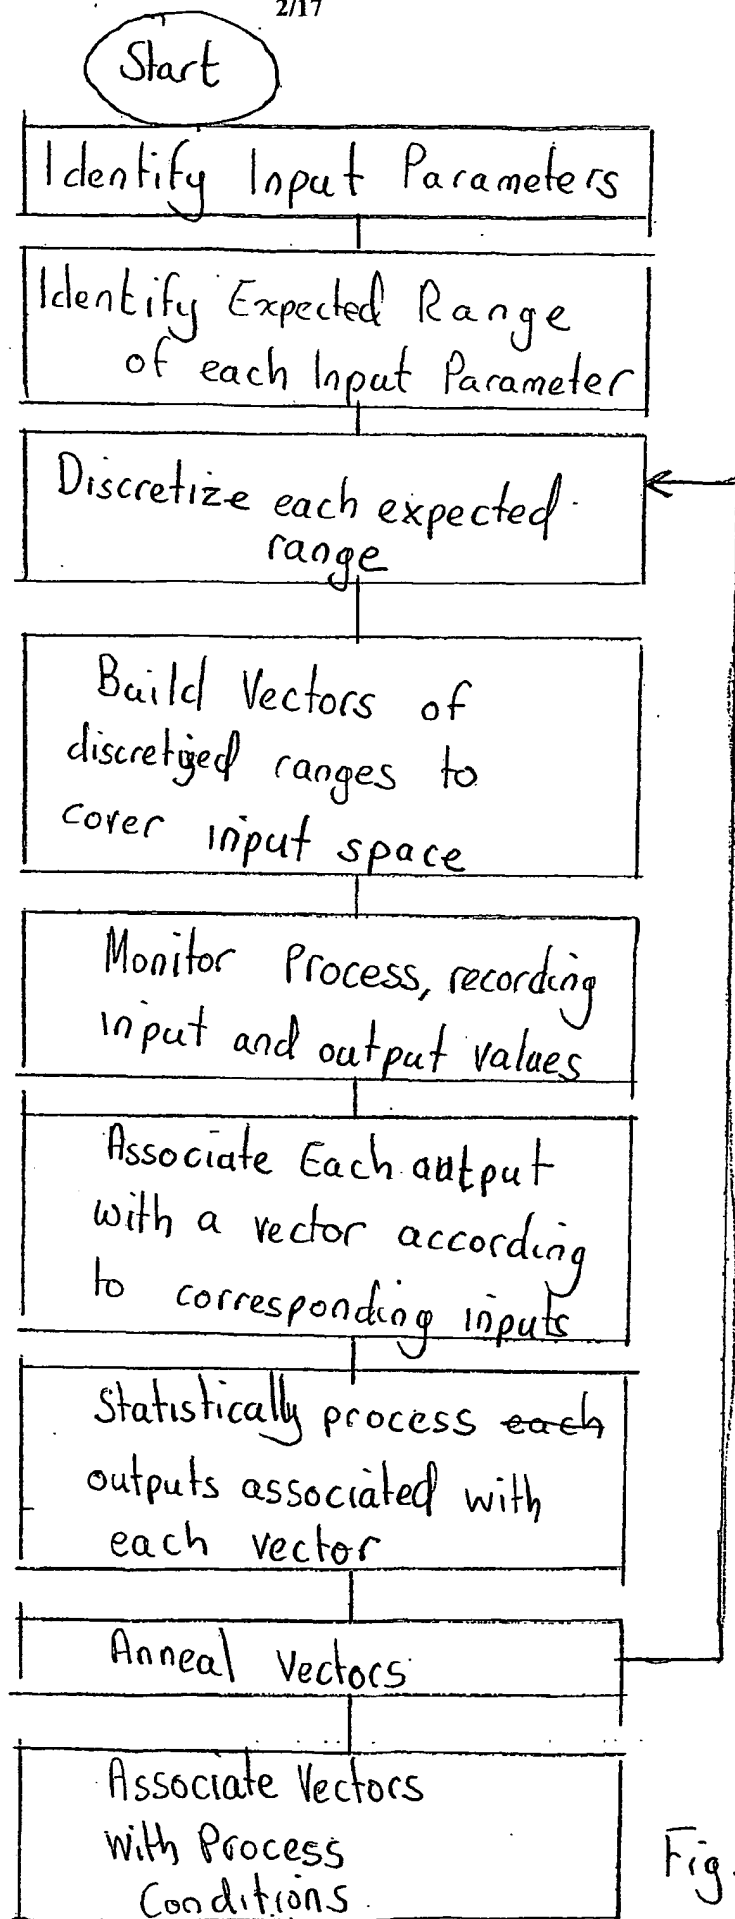 2/17
Start
Identify Input Parameters
Identify Expected Range
of each Input Parameter
Discretize each expected
range
Build Vectors of
discretized ranges to
cover input space
Monitor Process, recording
input and output values
Associate Each output
with a vector according
to corresponding inputs
Statistically process each
outputs associated with
each vector
Anneal Vectors
Associate Vectors
With Process
Conditions
Fig.